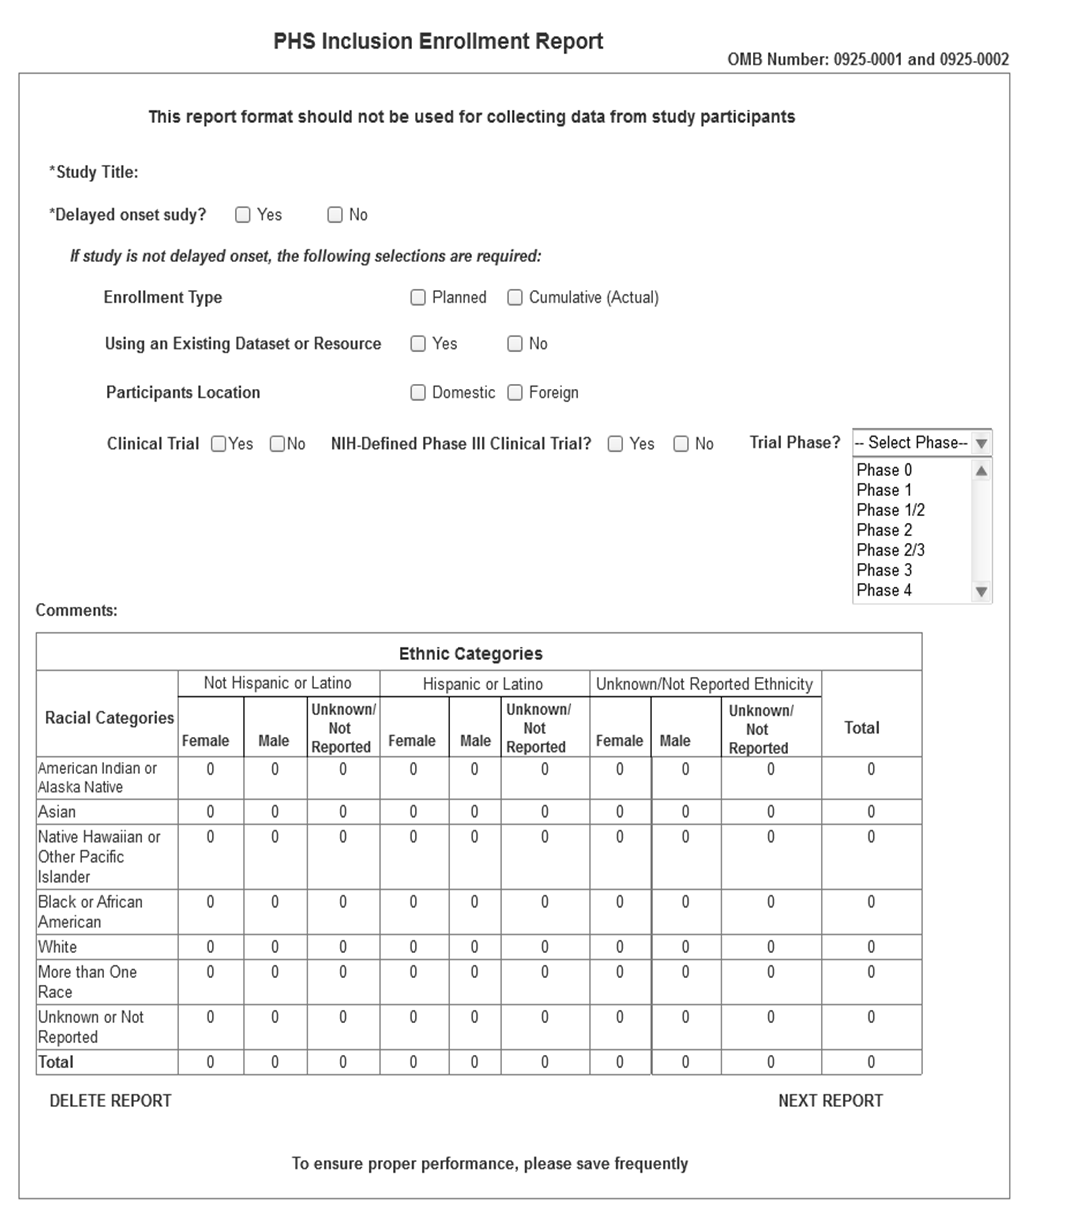 PHS Inclusion Enrollment Report
OMB Number: 0925-0001 and 0925-0002
This report format should not be used for collecting data from study participants
*Study Title:
*Delayed onset sudy? Yes No
If study is not delayed onset, the following selections are required:
Enrollment Type Planned Cumulative (Actual)
Using an Existing Dataset or Resource Yes No
Participants Location Domestic Foreign
Clinical Trial Yes No NIH-Defined Phase III Clinical Trial? Yes No Trial Phase? -- Select Phase--
Phase 0
Phase 1
Phase 1/2
Phase 2
Phase 2/3
Phase 3
Phase 4
Comments:
Ethnic Categories
Not Hispanic or Latino Hispanic or Latino Unknown/Not Reported Ethnicity
Racial Categories Female Male Unknown/ Not Reported Female Male Unknown/ Not Reported Female Male Unknown/ Not Reported Total
American Indian or 0 0 0 0 0 0 0 0 0 0
Alaska Native
Asian 0 0 0 0 0 0 0 0 0 0
Native Hawaiian or 0 0 0 0 0 0 0 0 0 0
Other Pacific
Islander
Black or African 0 0 0 0 0 0 0 0 0 0
American
White 0 0 0 0 0 0 0 0 0 0
More than One 0 0 0 0 0 0 0 0 0 0
Race
Unknown or Not 0 0 0 0 0 0 0 0 0 0
Reported
Total 0 0 0 0 0 0 0 0 0 0
DELETE REPORT NEXT REPORT
To ensure proper performance, please save frequently